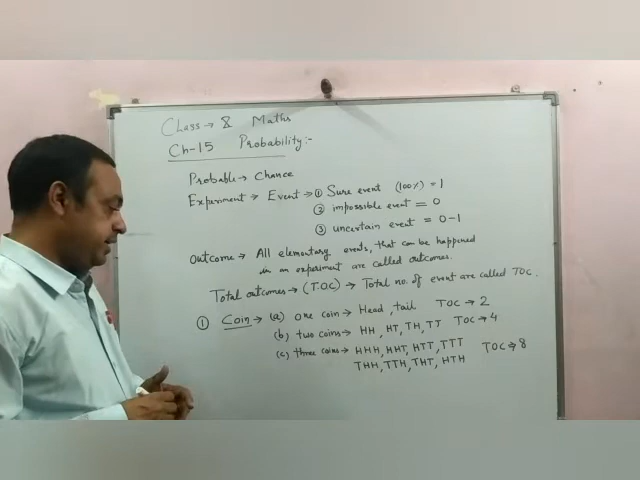 Class → 8 Maths
Ch-15 Probability:-
Probable → Chance
Experiment → Event → ① Sure event (100%) = 1
② impossible event = 0
③ uncertain event = 0-1
Outcome → All elementary events, that can be happened
in an experiment are called outcomes.
Total outcomes → (T.O.C) → Total no. of event are called TOC.
① Coin → (a) one coin → Head, tail TOC → 2
(b) two coins → HH, HT, TH, TT TOC → 4
(c) three coins → HHH, HHT, HTT, TTT TOC → 8
THH, TTH, THT, HTH